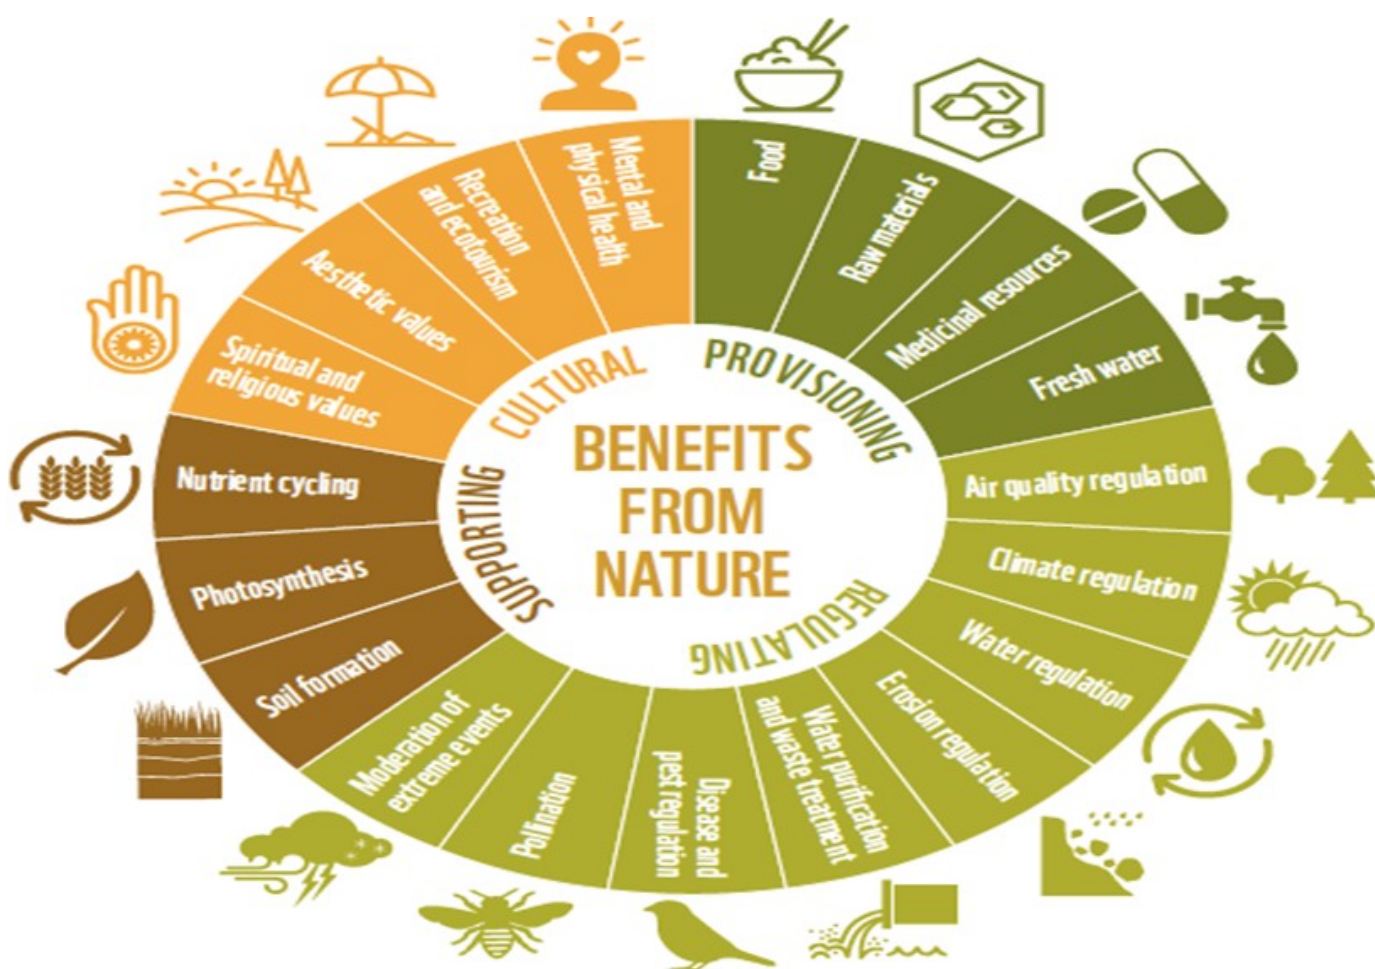 BENEFITS
FROM
NATURE
PROVISIONING
Food
Raw materials
Medicinal resources
Fresh water
REGULATING
Air quality regulation
Climate regulation
Water regulation
Erosion regulation
Water purification
and waste treatment
Disease and
pest regulation
Pollination
Moderation of
extreme events
SUPPORTING
Soil formation
Photosynthesis
Nutrient cycling
CULTURAL
Spiritual and
religious values
Aesthetic values
Recreation
and ecotourism
Mental and
physical health